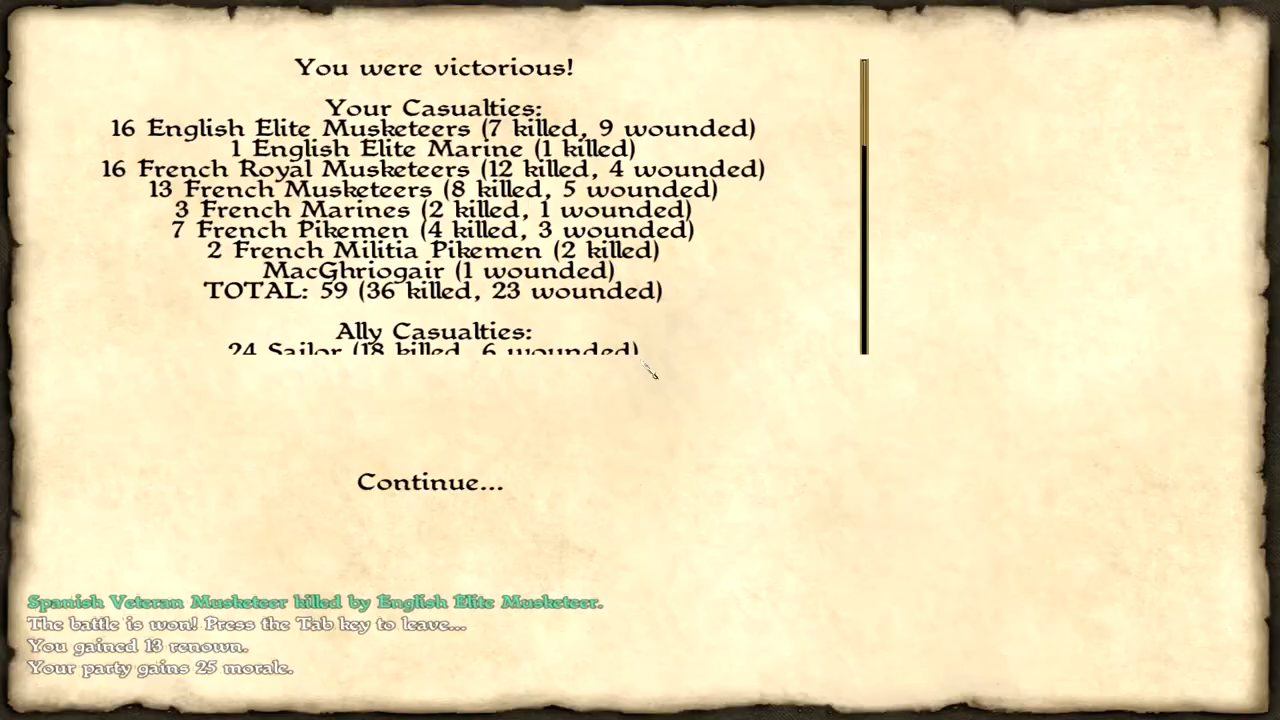 You were victorious!
Your Casualties:
16 English Elite Musketeers (7 killed, 9 wounded)
1 English Elite Marine (1 killed)
16 French Royal Musketeers (12 killed, 4 wounded)
13 French Musketeers (8 killed, 5 wounded)
3 French Marines (2 killed, 1 wounded)
7 French Pikemen (4 killed, 3 wounded)
2 French Militia Pikemen (2 killed)
MacGhriogair (1 wounded)
TOTAL: 59 (36 killed, 23 wounded)
Ally Casualties:
24 Sailor (18 killed, 6 wounded)
Continue...
Spanish Veteran Musketeer killed by English Elite Musketeer.
The battle is won! Press the Tab key to leave...
You gained 13 renown.
Your party gains 25 morale.